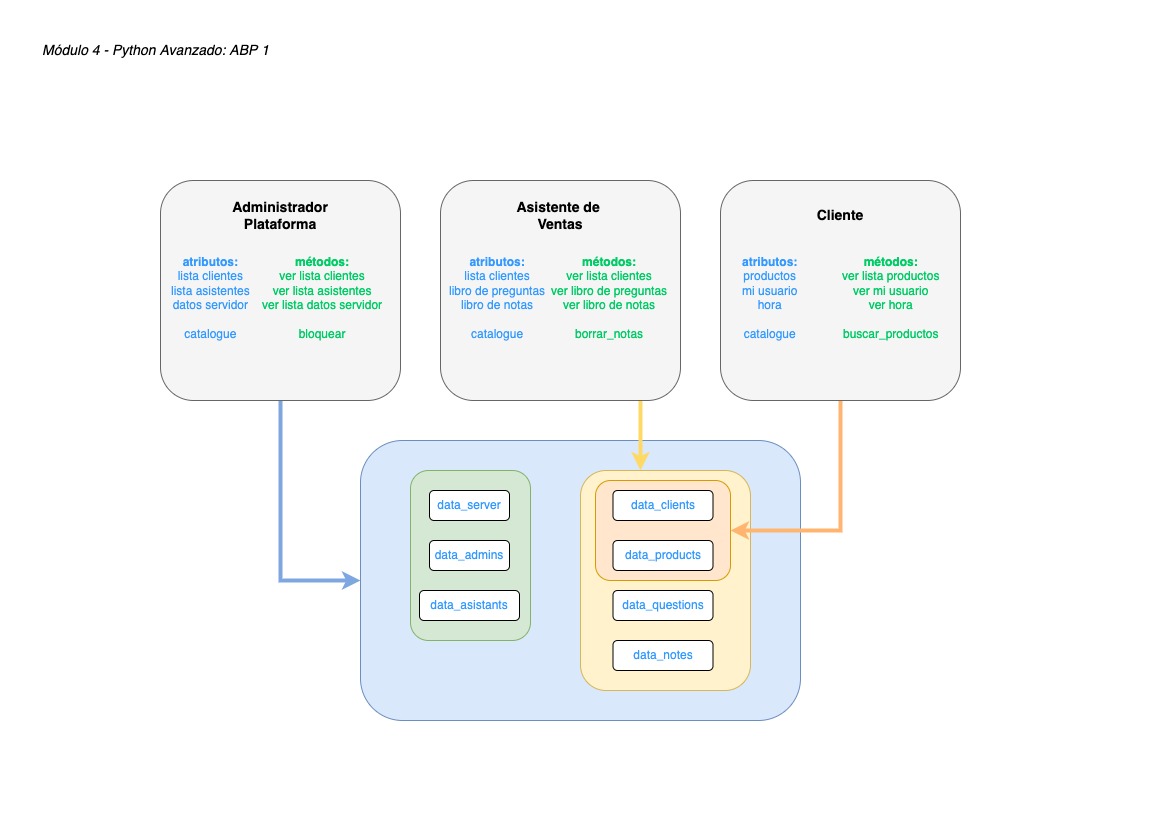 Módulo 4 - Python Avanzado: ABP 1
Administrador
Plataforma
atributos:
lista clientes
lista asistentes
datos servidor
catalogue
métodos:
ver lista clientes
ver lista asistentes
ver lista datos servidor
bloquear
Asistente de
Ventas
atributos:
lista clientes
libro de preguntas
libro de notas
catalogue
métodos:
ver lista clientes
ver libro de preguntas
ver libro de notas
borrar_notas
Cliente
atributos:
productos
mi usuario
hora
catalogue
métodos:
ver lista productos
ver mi usuario
ver hora
buscar_productos
data_server
data_admins
data_asistants
data_clients
data_products
data_questions
data_notes